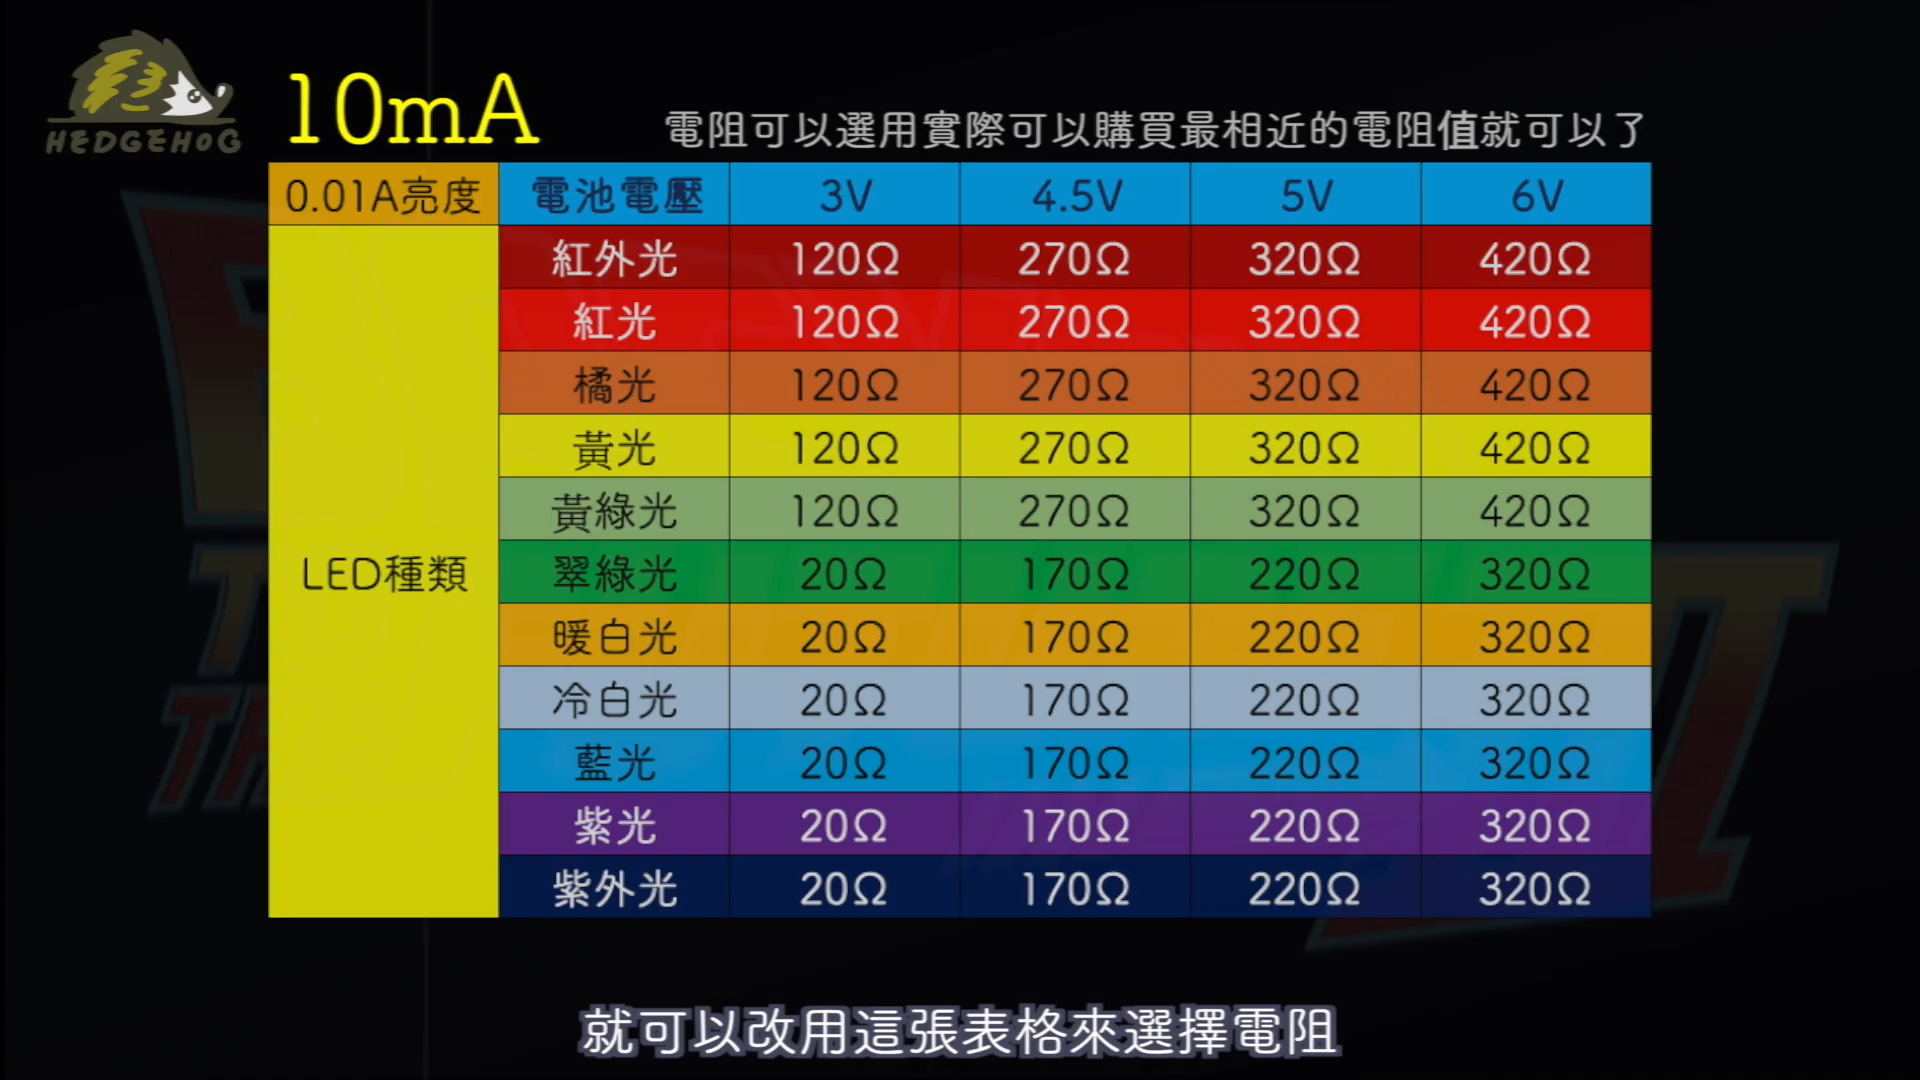 HEDGEHOG
10mA
電阻可以選用實際可以購買最相近的電阻值就可以了
0.01A亮度 電池電壓 3V 4.5V 5V 6V
紅外光 120Ω 270Ω 320Ω 420Ω
紅光 120Ω 270Ω 320Ω 420Ω
橘光 120Ω 270Ω 320Ω 420Ω
黃光 120Ω 270Ω 320Ω 420Ω
黃綠光 120Ω 270Ω 320Ω 420Ω
LED種類 翠綠光 20Ω 170Ω 220Ω 320Ω
暖白光 20Ω 170Ω 220Ω 320Ω
冷白光 20Ω 170Ω 220Ω 320Ω
藍光 20Ω 170Ω 220Ω 320Ω
紫光 20Ω 170Ω 220Ω 320Ω
紫外光 20Ω 170Ω 220Ω 320Ω
就可以改用這張表格來選擇電阻